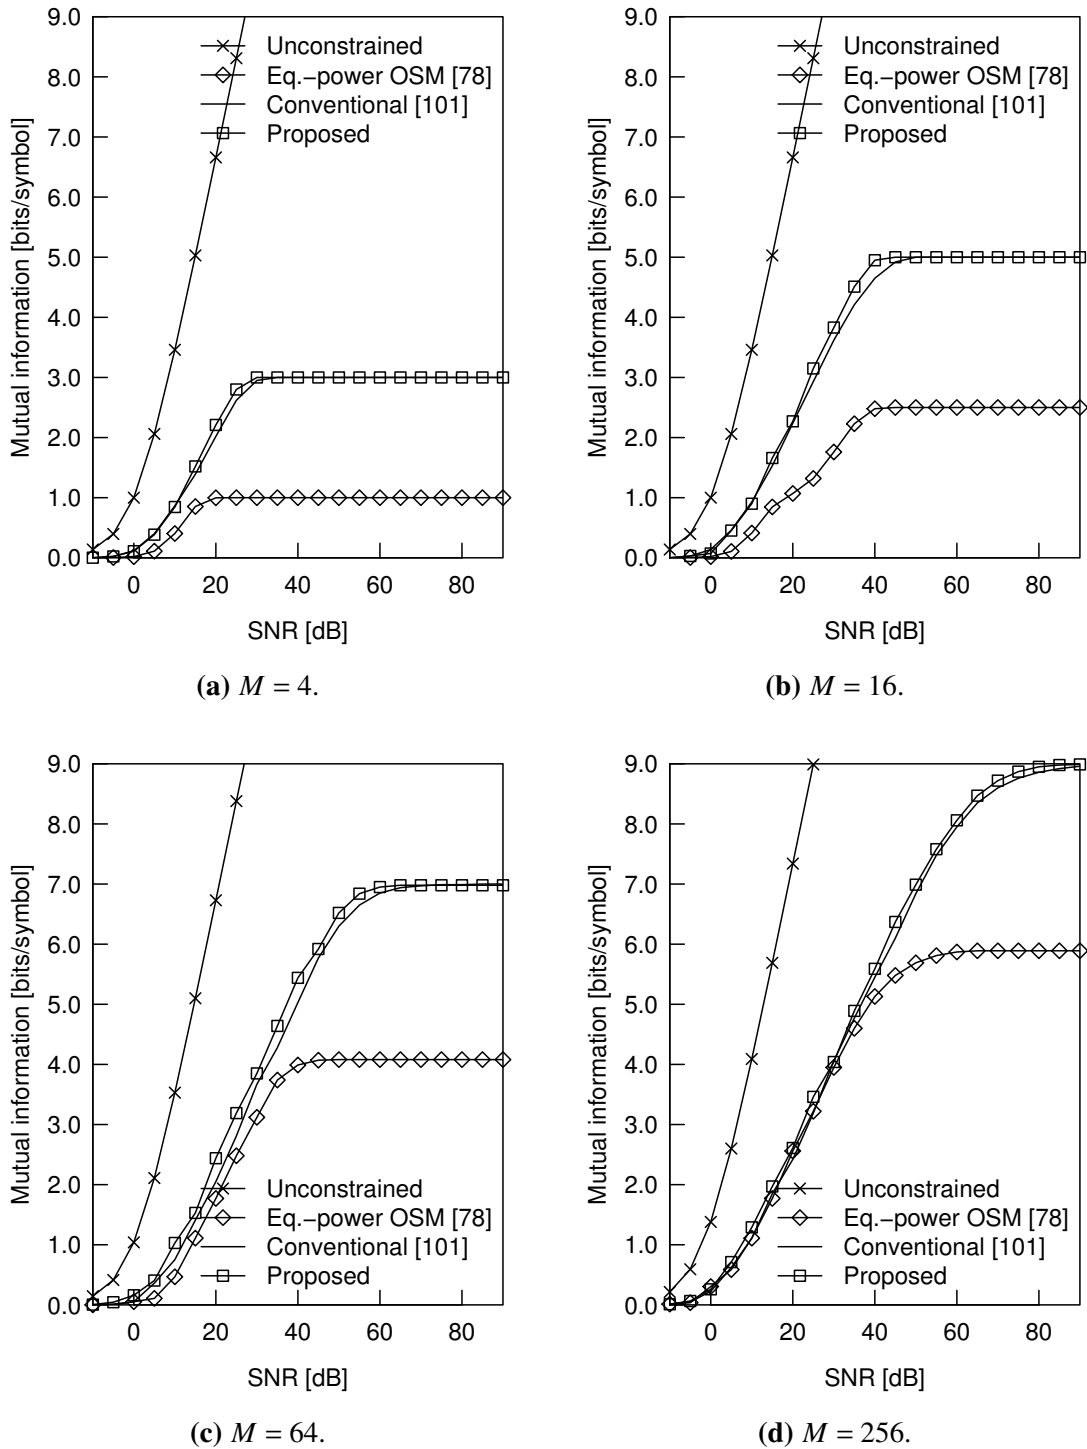 9.0
8.0
7.0
6.0
5.0
4.0
3.0
2.0
1.0
0.0
Mutual information [bits/symbol]
Unconstrained
Eq.−power OSM [78]
Conventional [101]
Proposed
0 20 40 60 80
SNR [dB]
(a) M = 4.
9.0
8.0
7.0
6.0
5.0
4.0
3.0
2.0
1.0
0.0
Mutual information [bits/symbol]
Unconstrained
Eq.−power OSM [78]
Conventional [101]
Proposed
0 20 40 60 80
SNR [dB]
(b) M = 16.
9.0
8.0
7.0
6.0
5.0
4.0
3.0
2.0
1.0
0.0
Mutual information [bits/symbol]
Unconstrained
Eq.−power OSM [78]
Conventional [101]
Proposed
0 20 40 60 80
SNR [dB]
(c) M = 64.
9.0
8.0
7.0
6.0
5.0
4.0
3.0
2.0
1.0
0.0
Mutual information [bits/symbol]
Unconstrained
Eq.−power OSM [78]
Conventional [101]
Proposed
0 20 40 60 80
SNR [dB]
(d) M = 256.